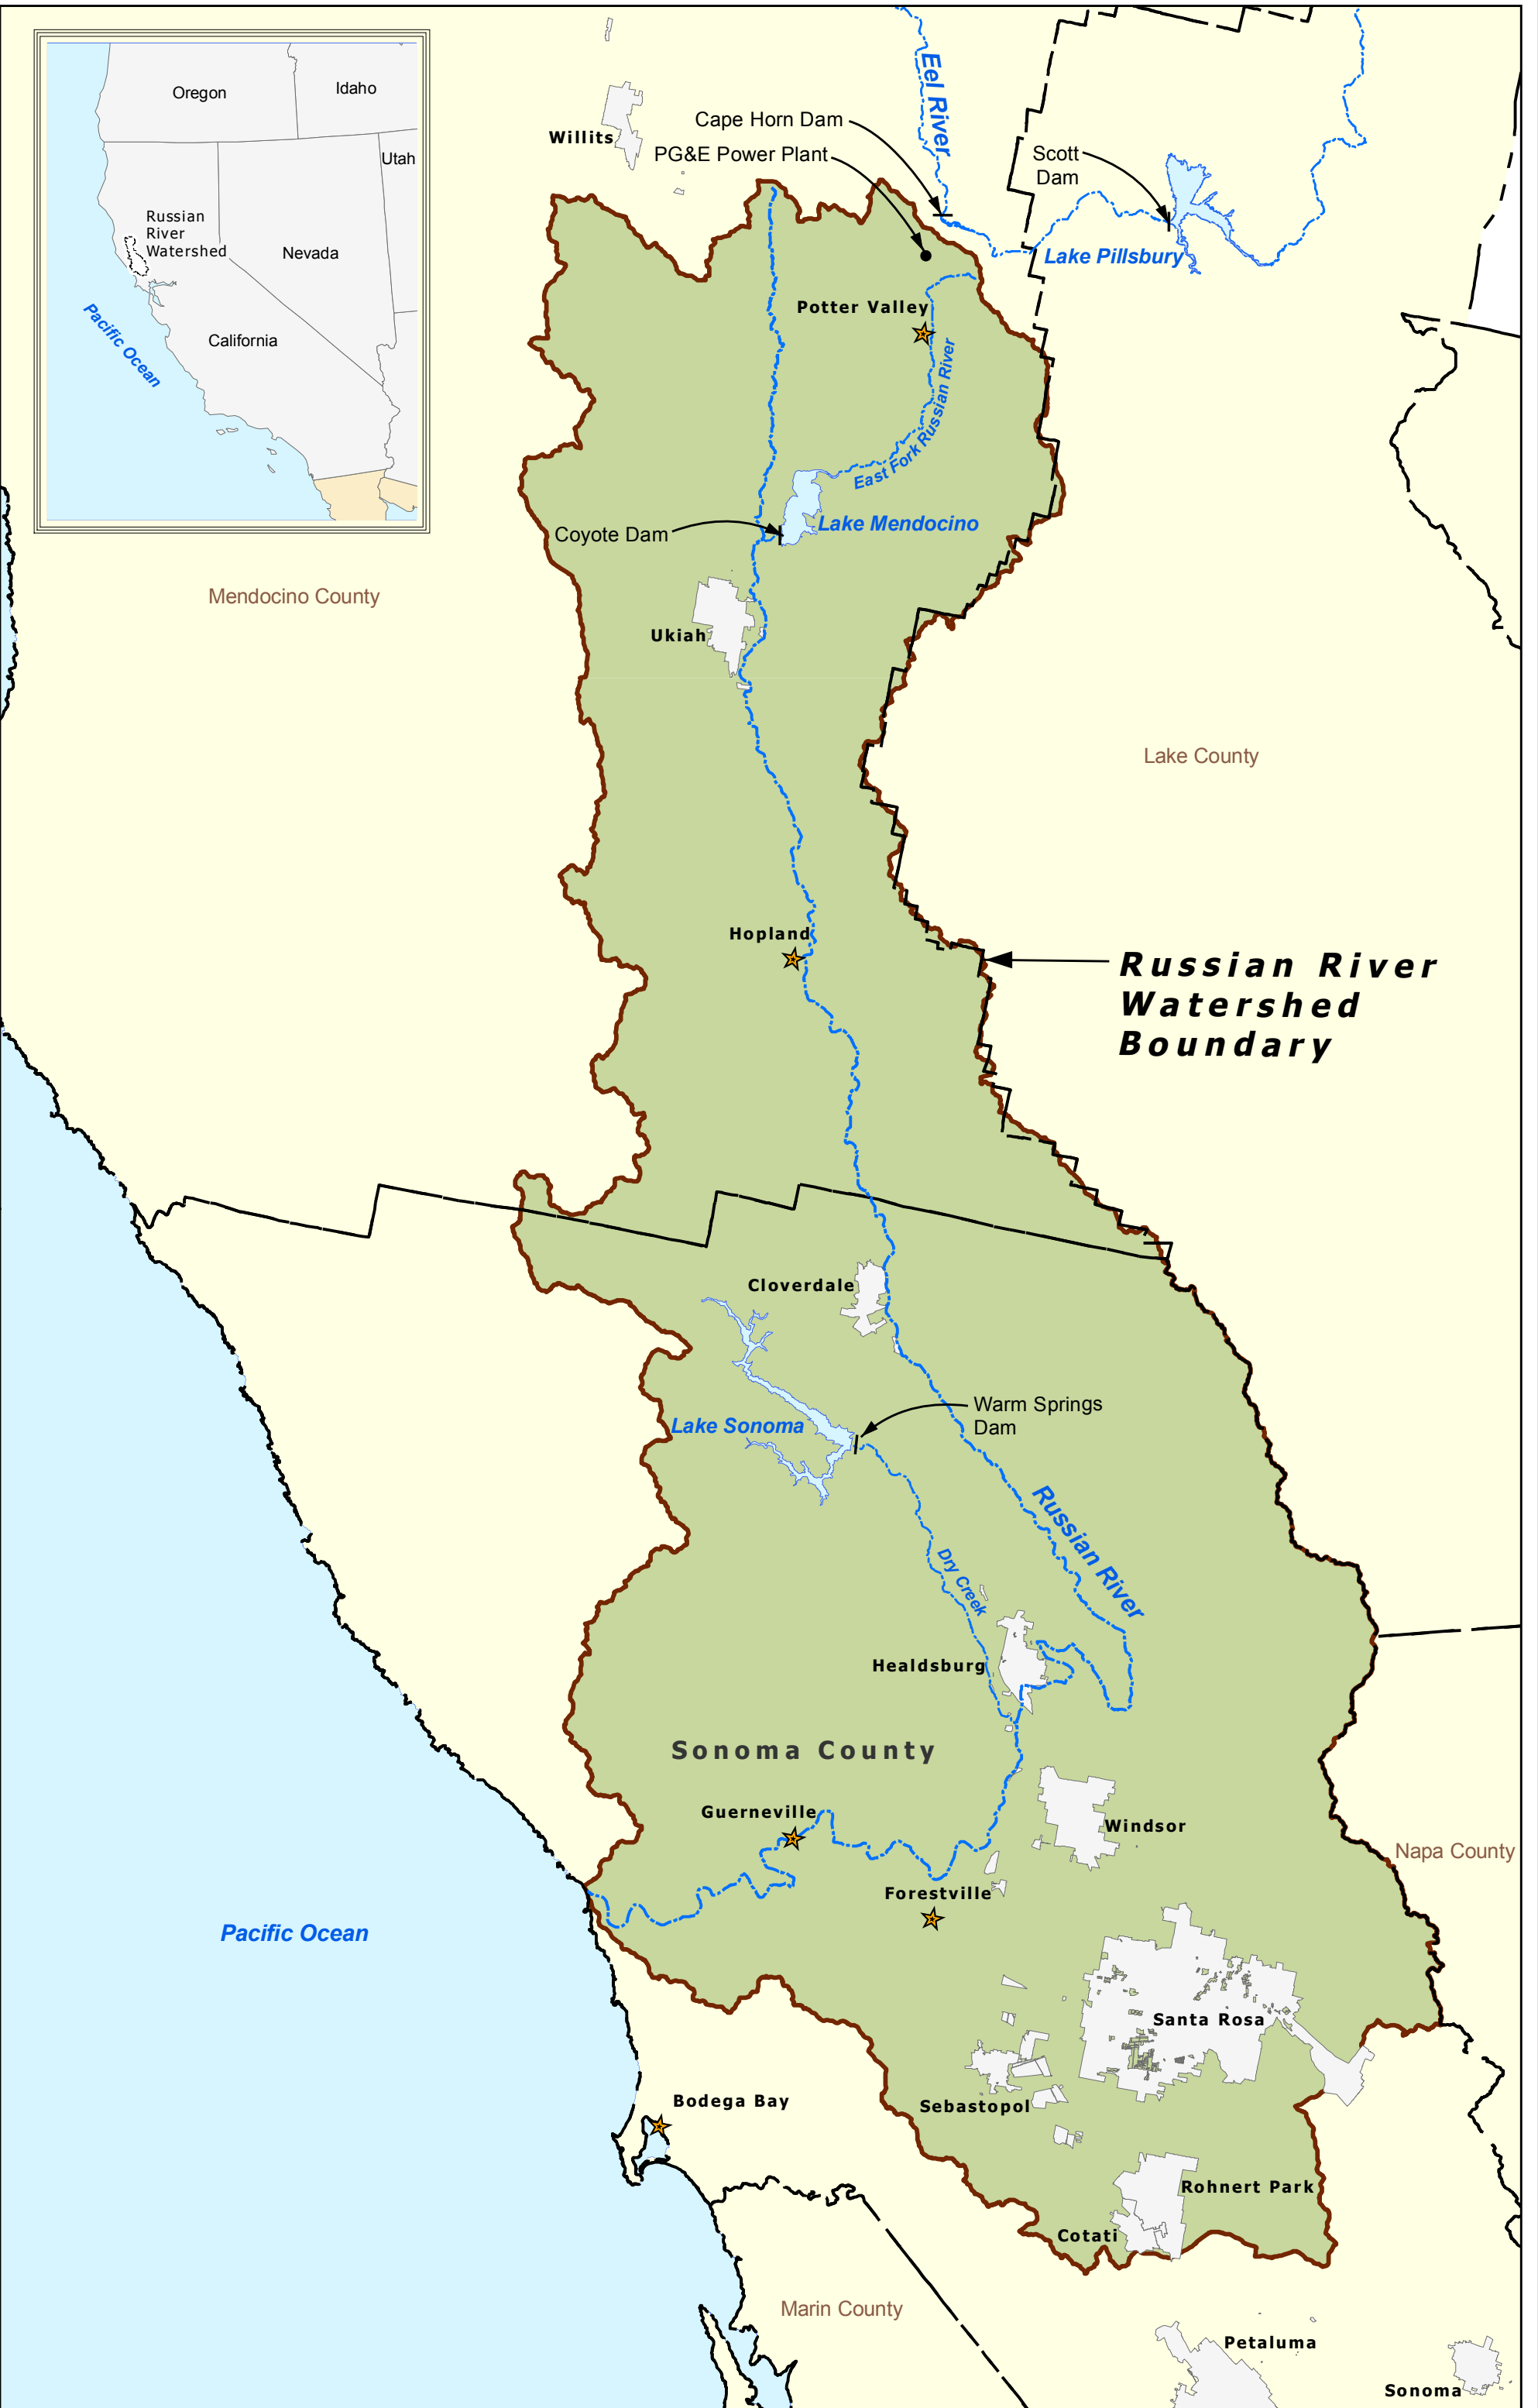 Oregon
Idaho
Utah
Russian
River
Watershed
Nevada
Pacific Ocean
California
Eel River
Willits
Cape Horn Dam
PG&E Power Plant
Scott
Dam
Lake Pillsbury
Potter Valley
East Fork Russian River
Coyote Dam
Lake Mendocino
Mendocino County
Ukiah
Lake County
Hopland
Russian River
Watershed
Boundary
Cloverdale
Warm Springs
Dam
Lake Sonoma
Russian River
Dry Creek
Healdsburg
Sonoma County
Guerneville
Windsor
Napa County
Forestville
Pacific Ocean
Santa Rosa
Bodega Bay
Sebastopol
Rohnert Park
Cotati
Marin County
Petaluma
Sonoma